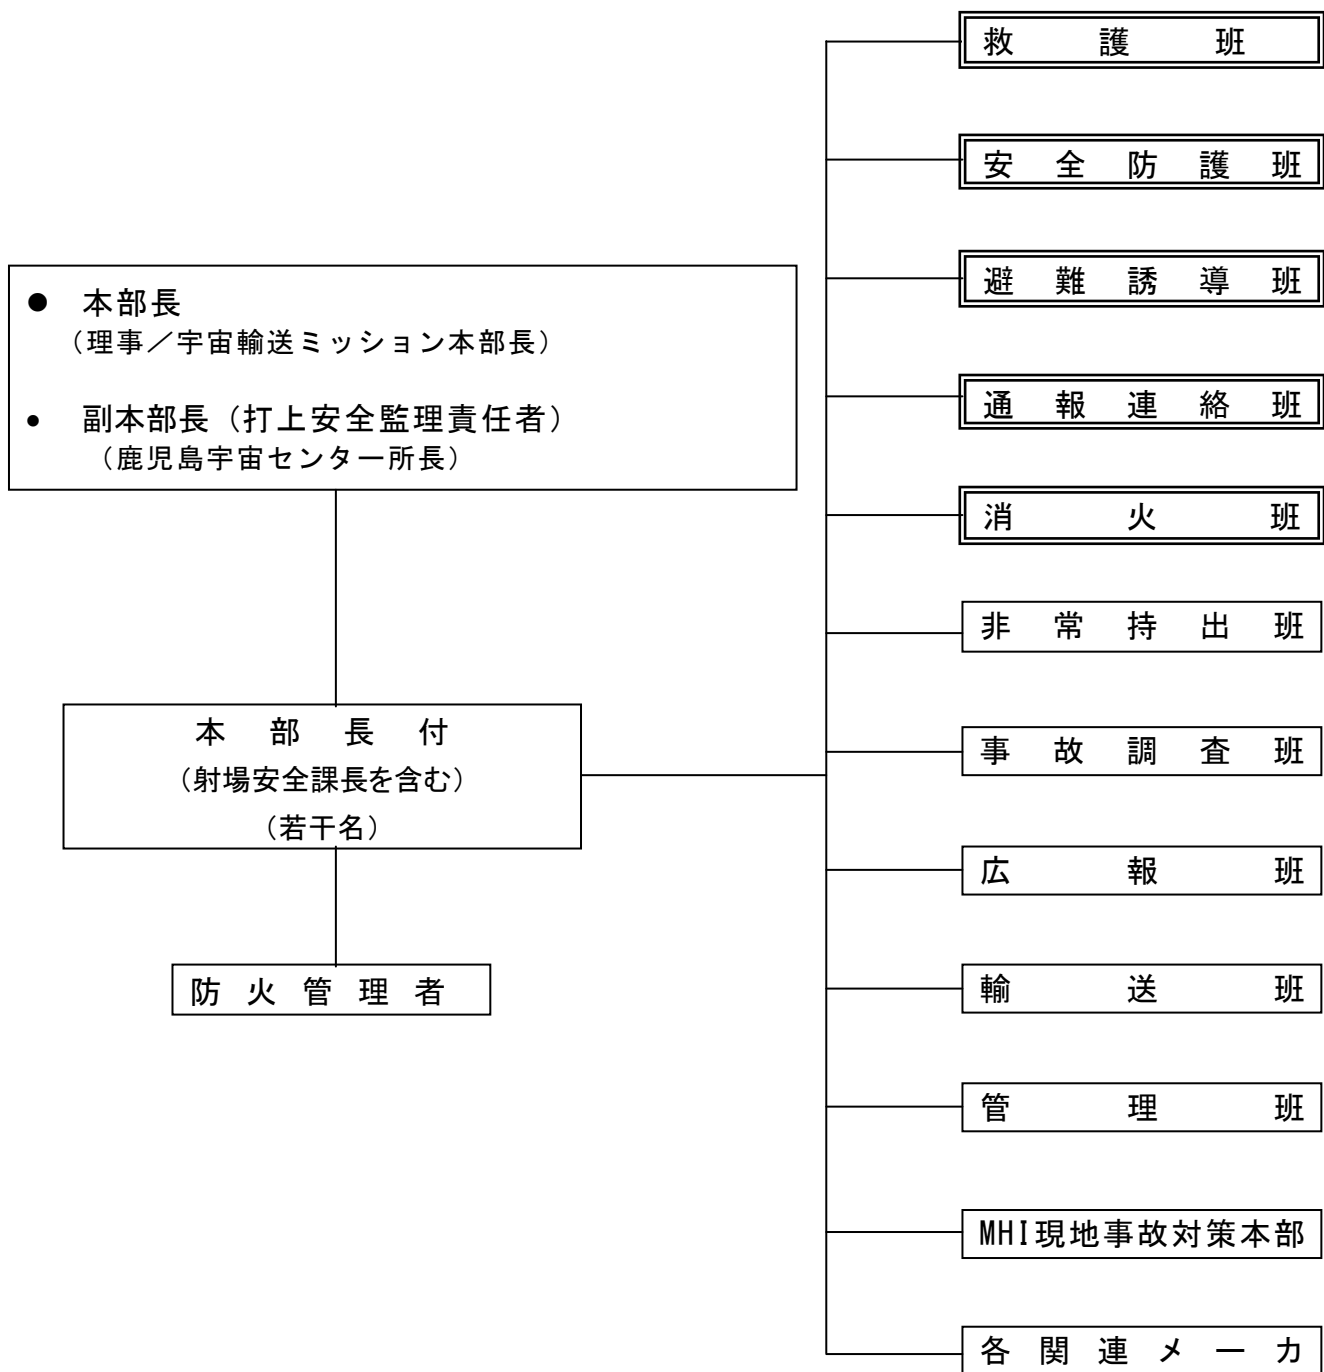 ● 本部長
（理事／宇宙輸送ミッション本部長）
● 副本部長（打上安全監理責任者）
（鹿児島宇宙センター所長）
本部長付
（射場安全課長を含む）
（若干名）
防火管理者
救護班
安全防護班
避難誘導班
通報連絡班
消火班
非常持出班
事故調査班
広報班
輸送班
管理班
MHI現地事故対策本部
各関連メーカ